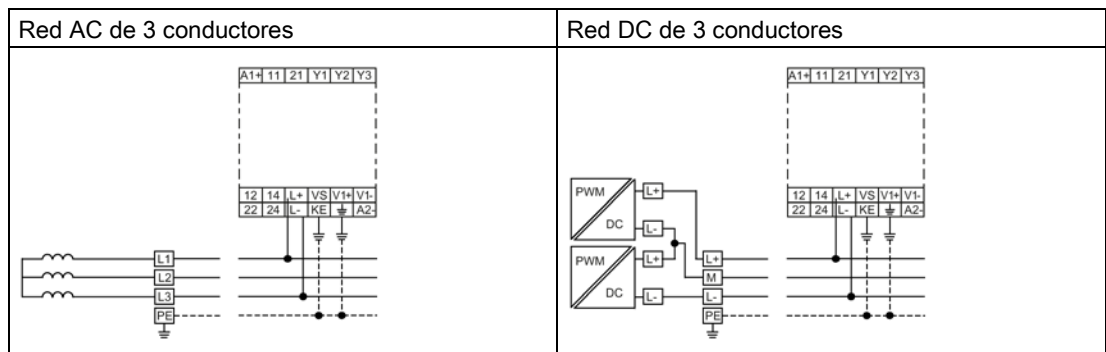 Red AC de 3 conductores
Red DC de 3 conductores
A1+ 11 21 Y1 Y2 Y3
12 14 L+ VS V1+ V1-
22 24 L- KE A2-
L1
L2
L3
PE
A1+ 11 21 Y1 Y2 Y3
12 14 L+ VS V1+ V1-
22 24 L- KE A2-
PWM
DC
L+
L-
PWM
DC
L+
L-
L+
M
L-
PE